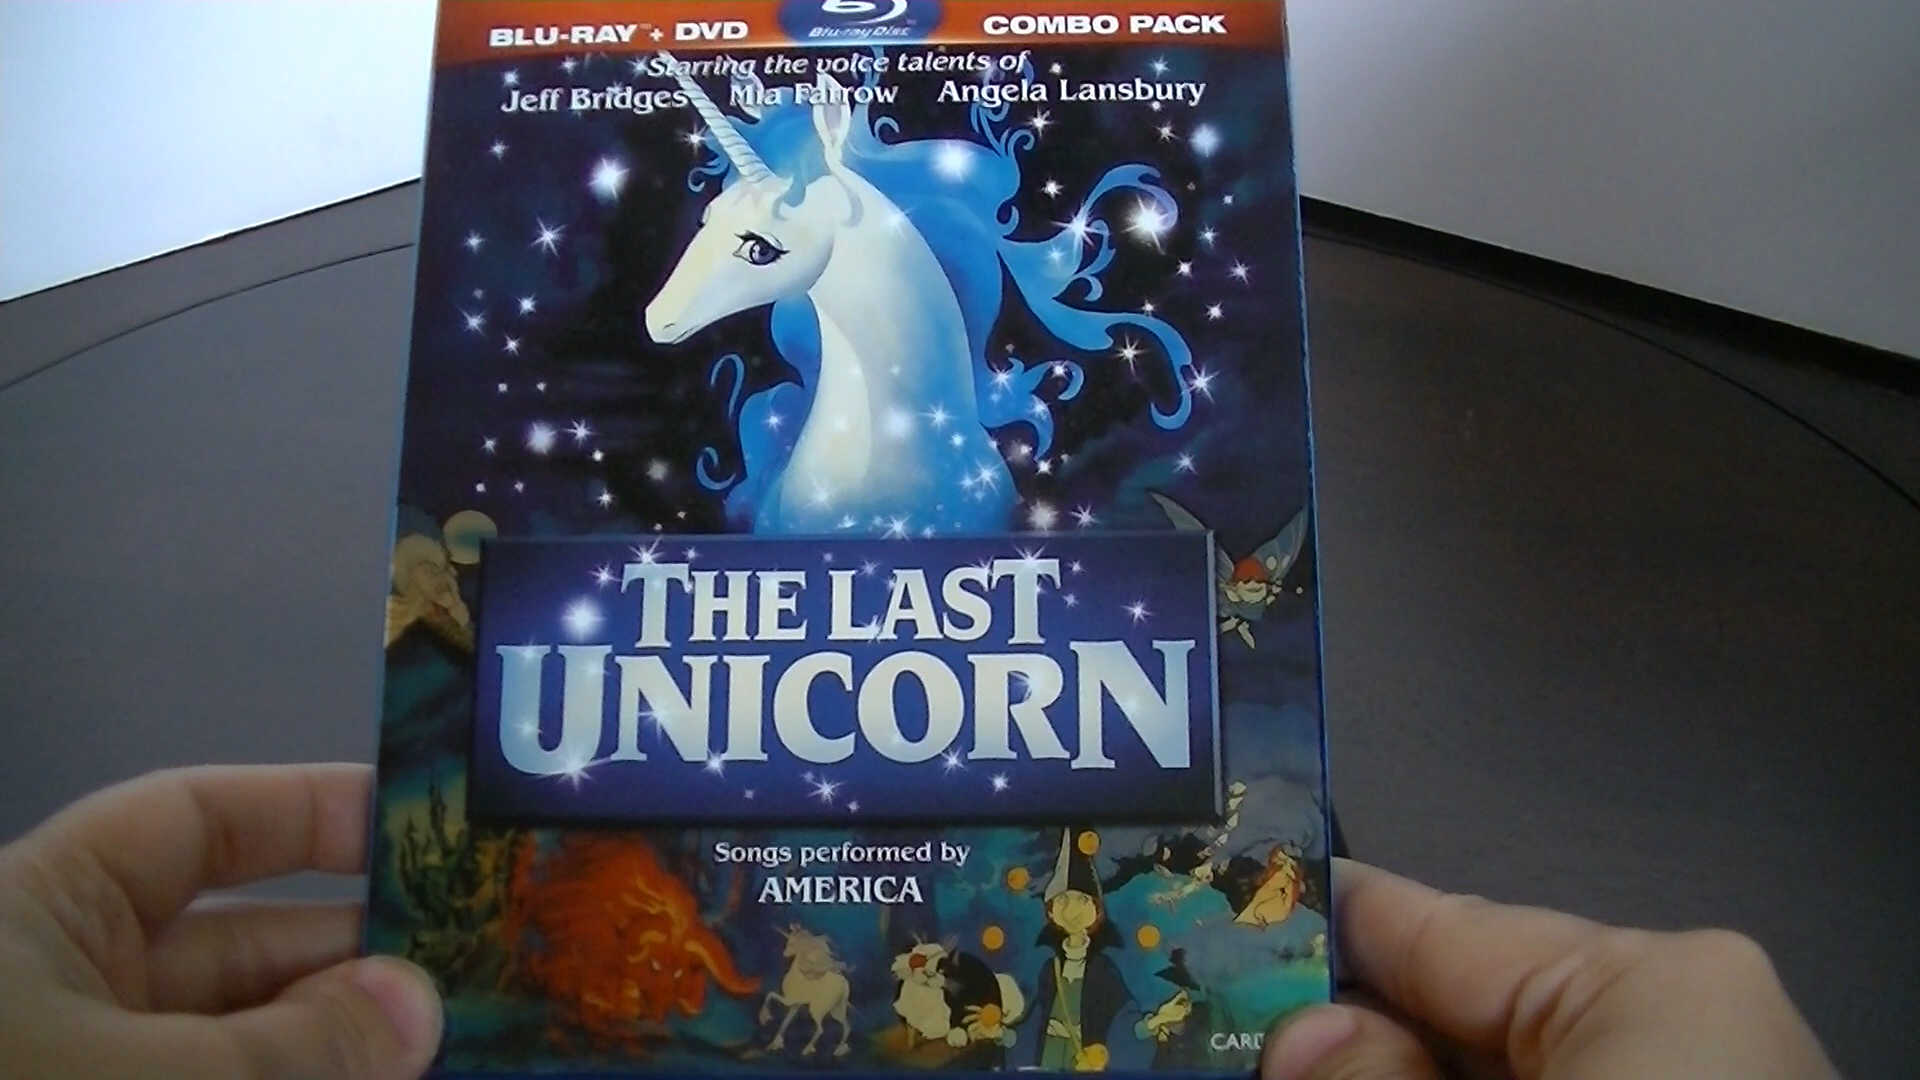 BLU-RAY™ + DVD Blu-ray Disc COMBO PACK
Starring the voice talents of
Jeff Bridges Mia Farrow Angela Lansbury
THE LAST
UNICORN
Songs performed by
AMERICA